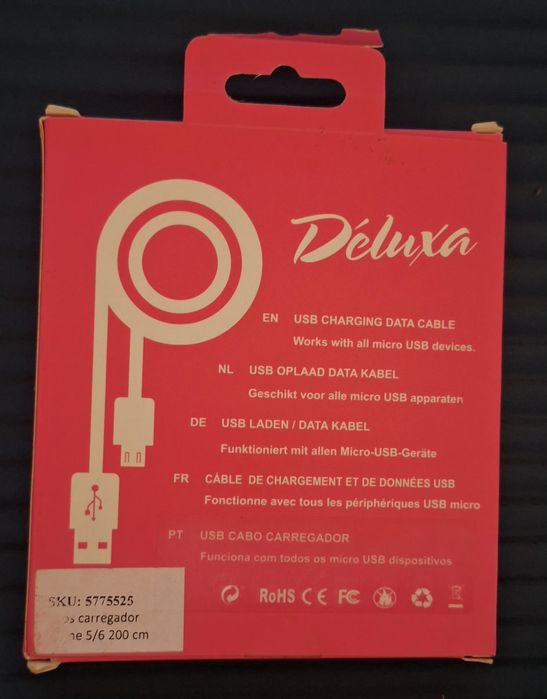 Déluxa
EN USB CHARGING DATA CABLE
Works with all micro USB devices.
NL USB OPLAAD DATA KABEL
Geschikt voor alle micro USB apparaten
DE USB LADEN / DATA KABEL
Funktioniert mit allen Micro-USB-Geräte
FR CÂBLE DE CHARGEMENT ET DE DONNÉES USB
Fonctionne avec tous les périphériques USB micro
PT USB CABO CARREGADOR
Funciona com todos os micro USB dispositivos
RoHS CE FC
SKU: 5775525
carregador
5/6 200 cm